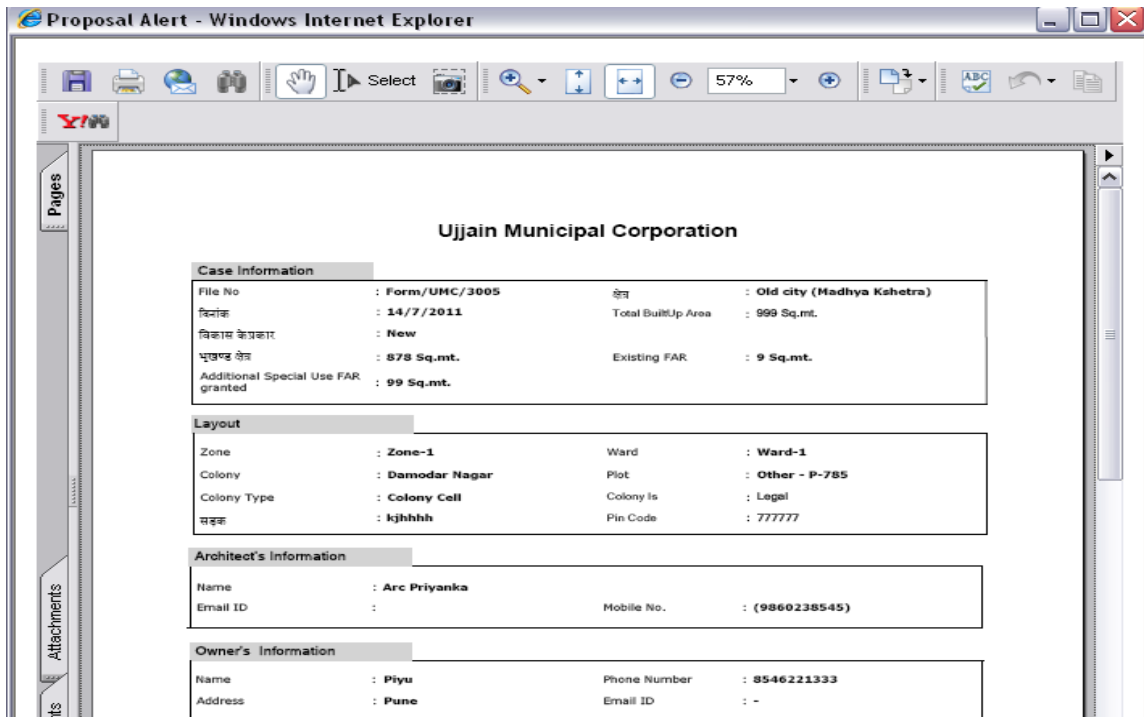 Proposal Alert - Windows Internet Explorer
Select 57% ABC
Y!
Pages
Ujjain Municipal Corporation
Case Information
File No : Form/UMC/3005 क्षेत्र : Old city (Madhya Kshetra)
दिनांक : 14/7/2011 Total BuiltUp Area : 999 Sq.mt.
विकास केप्रकार : New
भूखण्ड क्षेत्र : 878 Sq.mt. Existing FAR : 9 Sq.mt.
Additional Special Use FAR
granted : 99 Sq.mt.
Layout
Zone : Zone-1 Ward : Ward-1
Colony : Damodar Nagar Plot : Other - P-785
Colony Type : Colony Cell Colony Is : Legal
सड़क : kjhhhh Pin Code : 777777
Architect's Information
Name : Arc Priyanka
Email ID : Mobile No. : (9860238545)
Attachments
Owner's Information
Name : Piyu Phone Number : 8546221333
Address : Pune Email ID : -